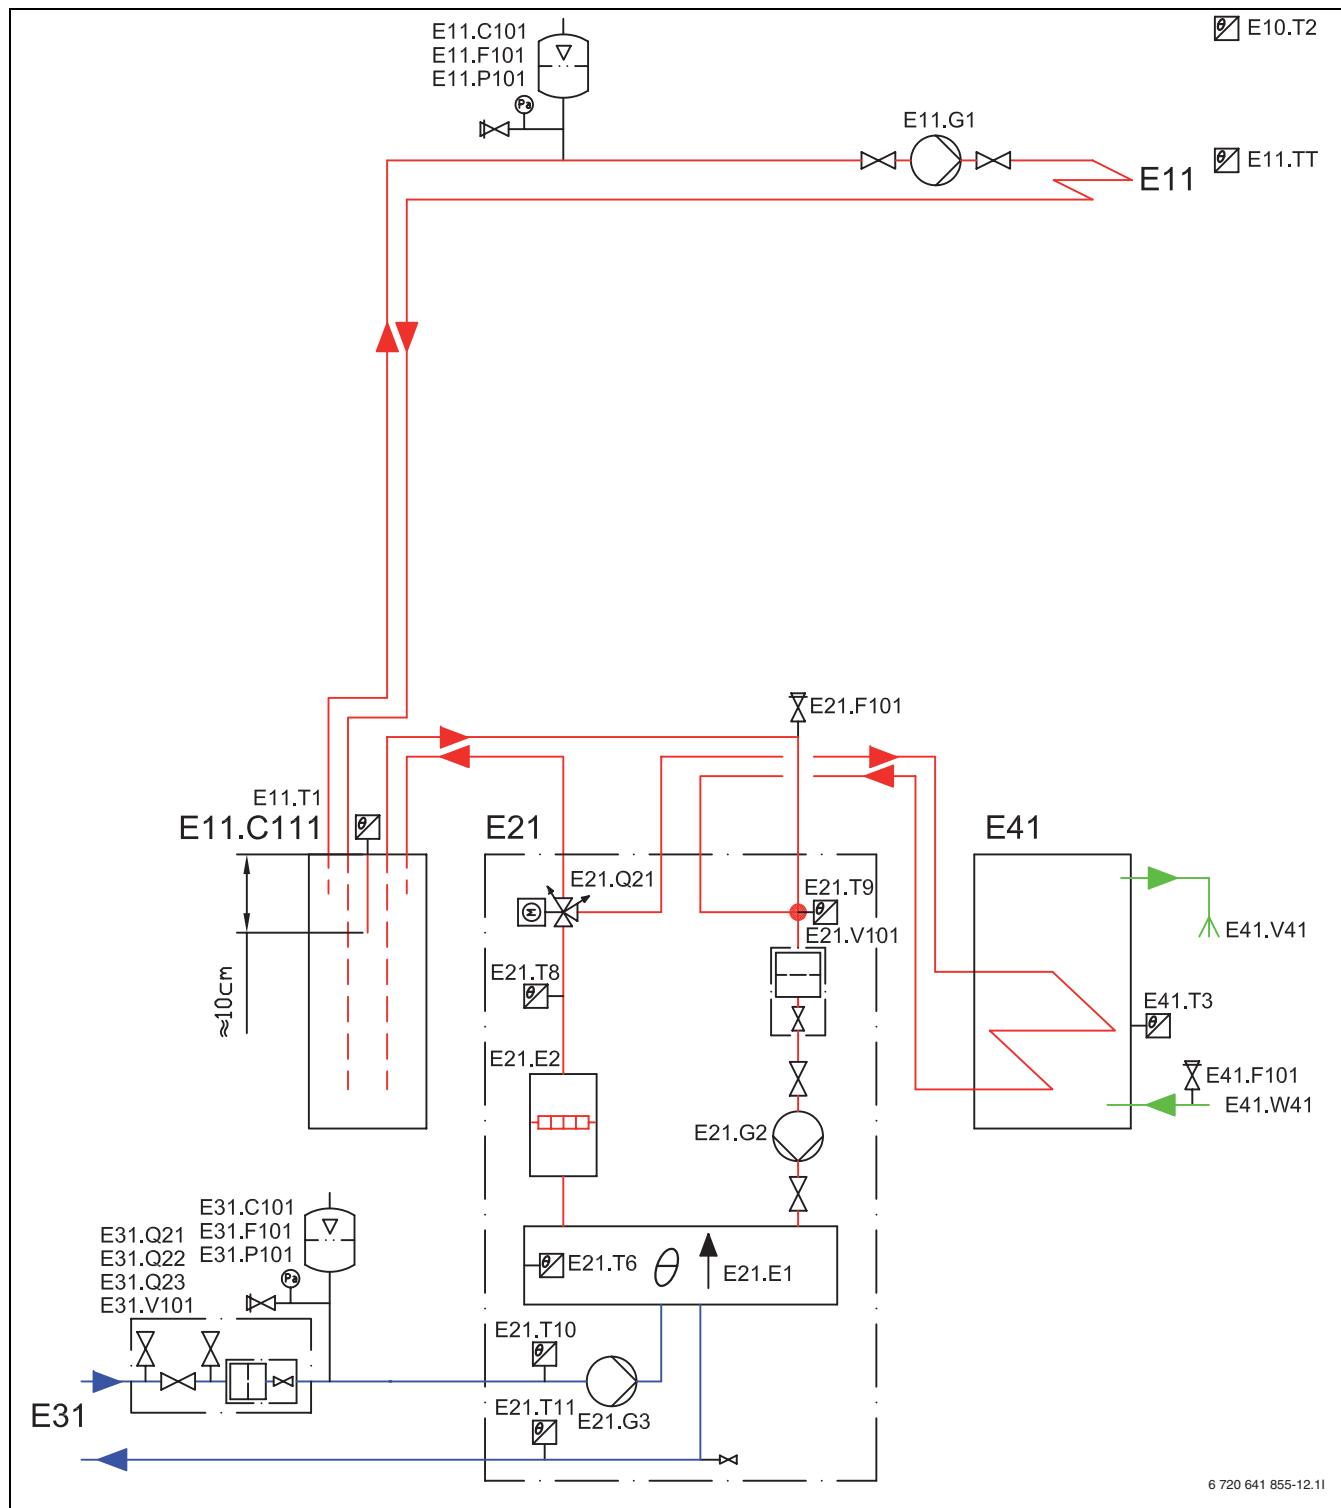 E11.C101
E11.F101
E11.P101
Pa
E11.G1
E10.T2
θ
E11.TT
θ
E11
E21.F101
E11.T1
θ
E11.C111
E21
E41
≈10cm
E21.Q21
M
E21.T9
θ
E21.V101
E21.T8
θ
E41.V41
E41.T3
θ
E21.E2
E41.F101
E41.W41
E21.G2
E31.C101
E31.F101
E31.P101
Pa
E31.Q21
E31.Q22
E31.Q23
E31.V101
θ
E21.T6
E21.E1
E21.T10
θ
E21.G3
E31
E21.T11
θ
6 720 641 855-12.1I